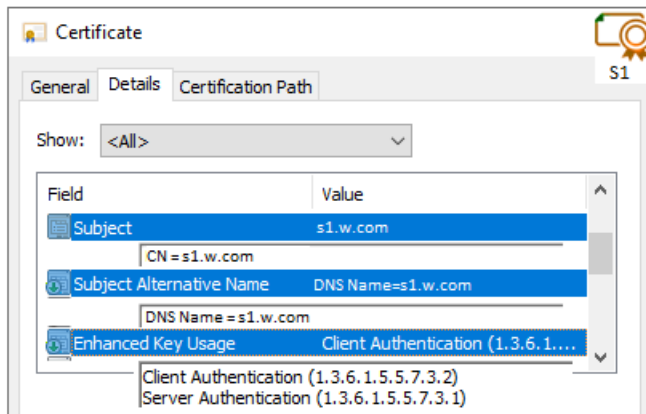 Certificate
S1
General Details Certification Path
Show: <All>
Field Value
Subject s1.w.com
CN = s1.w.com
Subject Alternative Name DNS Name=s1.w.com
DNS Name = s1.w.com
Enhanced Key Usage Client Authentication (1.3.6.1....
Client Authentication (1.3.6.1.5.5.7.3.2)
Server Authentication (1.3.6.1.5.5.7.3.1)